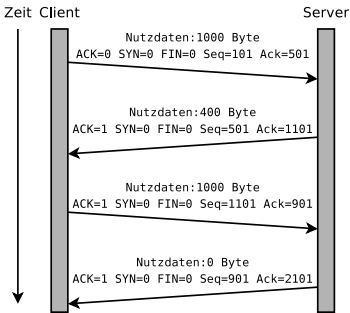 Zeit Client Server
Nutzdaten:1000 Byte
ACK=0 SYN=0 FIN=0 Seq=101 Ack=501
Nutzdaten:400 Byte
ACK=1 SYN=0 FIN=0 Seq=501 Ack=1101
Nutzdaten:1000 Byte
ACK=1 SYN=0 FIN=0 Seq=1101 Ack=901
Nutzdaten:0 Byte
ACK=1 SYN=0 FIN=0 Seq=901 Ack=2101